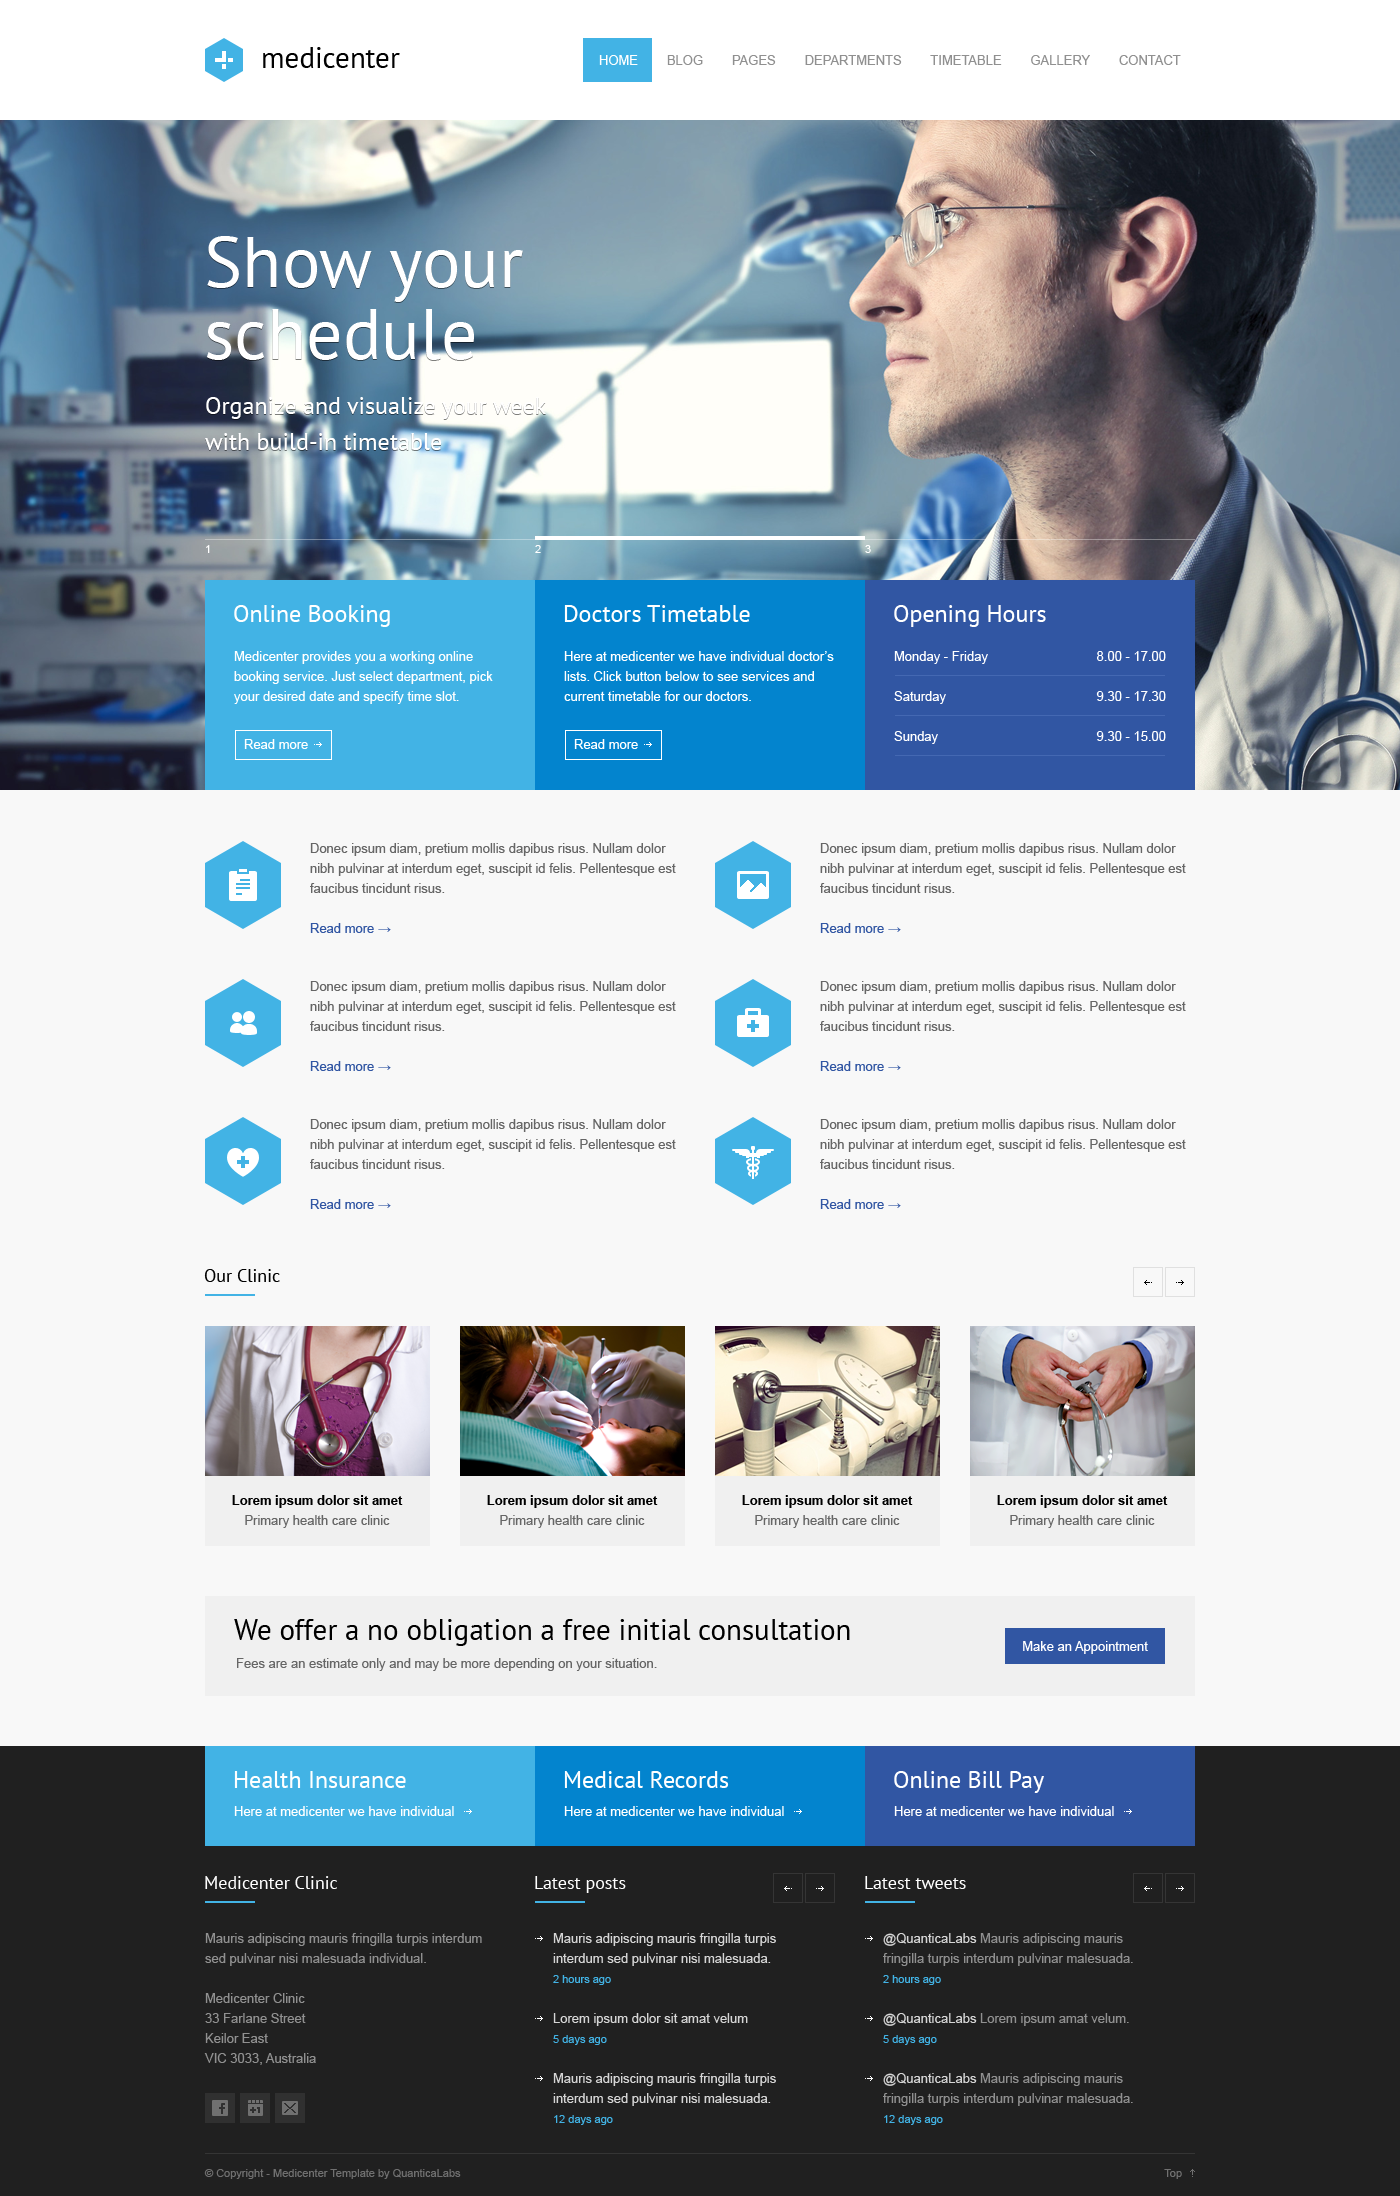 medicenter
HOME BLOG PAGES DEPARTMENTS TIMETABLE GALLERY CONTACT
Show your
schedule
Organize and visualize your week
with build-in timetable
1 2 3
Online Booking
Medicenter provides you a working online
booking service. Just select department, pick
your desired date and specify time slot.
Read more
Doctors Timetable
Here at medicenter we have individual doctor's
lists. Click button below to see services and
current timetable for our doctors.
Read more
Opening Hours
Monday - Friday 8.00 - 17.00
Saturday 9.30 - 17.30
Sunday 9.30 - 15.00
Donec ipsum diam, pretium mollis dapibus risus. Nullam dolor
nibh pulvinar at interdum eget, suscipit id felis. Pellentesque est
faucibus tincidunt risus.
Read more →
Donec ipsum diam, pretium mollis dapibus risus. Nullam dolor
nibh pulvinar at interdum eget, suscipit id felis. Pellentesque est
faucibus tincidunt risus.
Read more →
Donec ipsum diam, pretium mollis dapibus risus. Nullam dolor
nibh pulvinar at interdum eget, suscipit id felis. Pellentesque est
faucibus tincidunt risus.
Read more →
Donec ipsum diam, pretium mollis dapibus risus. Nullam dolor
nibh pulvinar at interdum eget, suscipit id felis. Pellentesque est
faucibus tincidunt risus.
Read more →
Donec ipsum diam, pretium mollis dapibus risus. Nullam dolor
nibh pulvinar at interdum eget, suscipit id felis. Pellentesque est
faucibus tincidunt risus.
Read more →
Donec ipsum diam, pretium mollis dapibus risus. Nullam dolor
nibh pulvinar at interdum eget, suscipit id felis. Pellentesque est
faucibus tincidunt risus.
Read more →
Our Clinic
Lorem ipsum dolor sit amet
Primary health care clinic
Lorem ipsum dolor sit amet
Primary health care clinic
Lorem ipsum dolor sit amet
Primary health care clinic
Lorem ipsum dolor sit amet
Primary health care clinic
We offer a no obligation a free initial consultation
Fees are an estimate only and may be more depending on your situation.
Make an Appointment
Health Insurance
Here at medicenter we have individual
Medical Records
Here at medicenter we have individual
Online Bill Pay
Here at medicenter we have individual
Medicenter Clinic
Mauris adipiscing mauris fringilla turpis interdum
sed pulvinar nisi malesuada individual.
Medicenter Clinic
33 Farlane Street
Keilor East
VIC 3033, Australia
Latest posts
Mauris adipiscing mauris fringilla turpis
interdum sed pulvinar nisi malesuada.
2 hours ago
Lorem ipsum dolor sit amat velum
5 days ago
Mauris adipiscing mauris fringilla turpis
interdum sed pulvinar nisi malesuada.
12 days ago
Latest tweets
@QuanticaLabs Mauris adipiscing mauris
fringilla turpis interdum pulvinar malesuada.
2 hours ago
@QuanticaLabs Lorem ipsum amat velum.
5 days ago
@QuanticaLabs Mauris adipiscing mauris
fringilla turpis interdum pulvinar malesuada.
12 days ago
© Copyright - Medicenter Template by QuanticaLabs
Top ↑